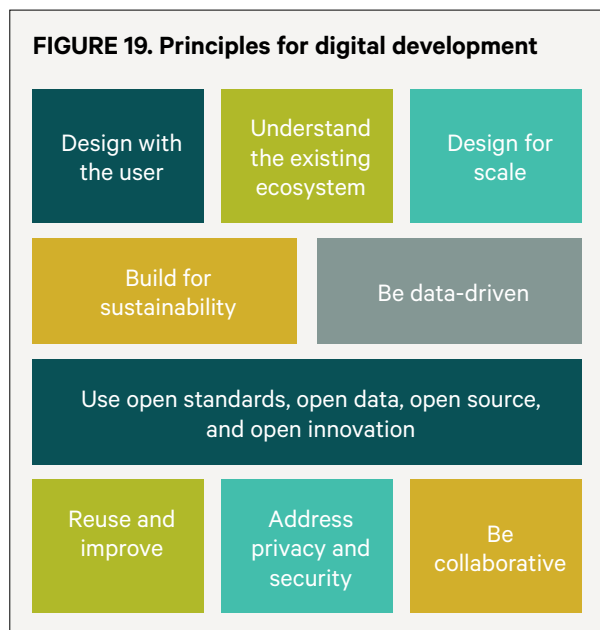 FIGURE 19. Principles for digital development
Design with
the user
Understand
the existing
ecosystem
Design for
scale
Build for
sustainability
Be data-driven
Use open standards, open data, open source,
and open innovation
Reuse and
improve
Address
privacy and
security
Be
collaborative